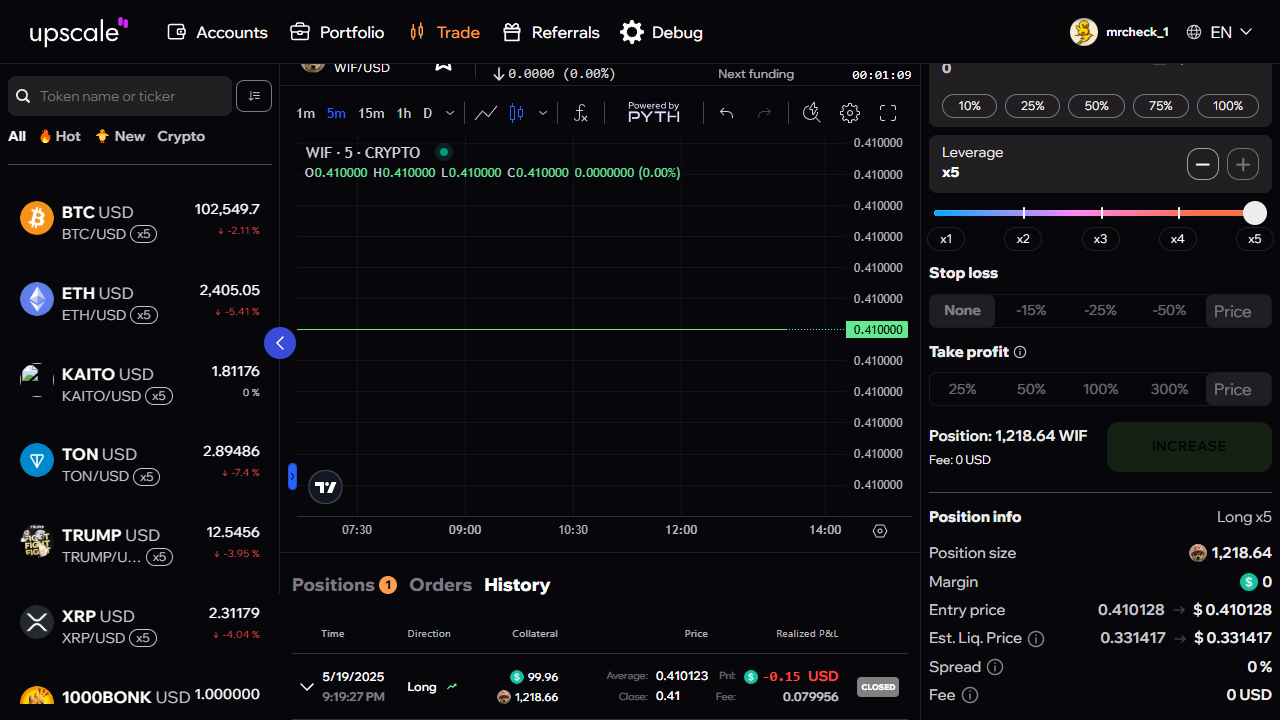 upscale
Accounts
Portfolio
Trade
Referrals
Debug
mrcheck_1
EN
Token name or ticker
All
Hot
New
Crypto
BTC USD
102,549.7
BTC/USD x5
-2.11 %
ETH USD
2,405.05
ETH/USD x5
-5.41 %
KAITO USD
1.81176
KAITO/USD x5
0 %
TON USD
2.89486
TON/USD x5
-7.4 %
TRUMP USD
12.5456
TRUMP/U... x5
-3.95 %
XRP USD
2.31179
XRP/USD x5
-4.04 %
1000BONK USD 1.000000
WIF/USD
0.0000 (0.00%)
Next funding
00:01:09
1m 5m 15m 1h D
Powered by
PYTH
WIF · 5 · CRYPTO
O0.410000 H0.410000 L0.410000 C0.410000 0.0000000 (0.00%)
0.410000
0.410000
0.410000
0.410000
0.410000
0.410000
0.410000
0.410000
0.410000
0.410000
0.410000
0.410000
07:30 09:00 10:30 12:00 14:00
Positions 1 Orders History
Time Direction Collateral Price Realized P&L
5/19/2025
9:19:27 PM
Long
99.96
1,218.66
Average: 0.410123
Close: 0.41
Pnl: -0.15 USD
Fee: 0.079956
CLOSED
0
10% 25% 50% 75% 100%
Leverage
x5
x1 x2 x3 x4 x5
Stop loss
None -15% -25% -50% Price
Take profit
25% 50% 100% 300% Price
Position: 1,218.64 WIF
Fee: 0 USD
INCREASE
Position info Long x5
Position size 1,218.64
Margin 0
Entry price 0.410128 → $ 0.410128
Est. Liq. Price 0.331417 → $ 0.331417
Spread 0 %
Fee 0 USD